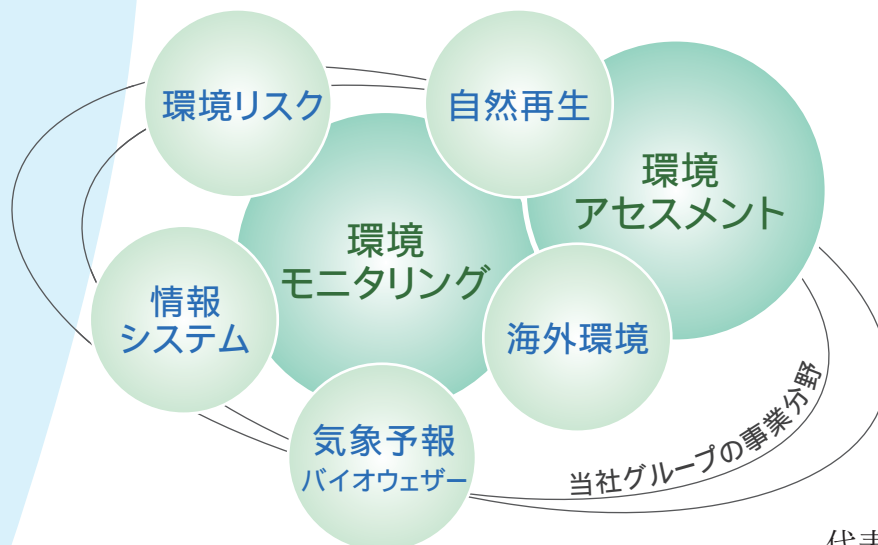 環境リスク
自然再生
環境
アセスメント
環境
モニタリング
情報
システム
海外環境
気象予報
バイオウェザー
当社グループの事業分野
代表